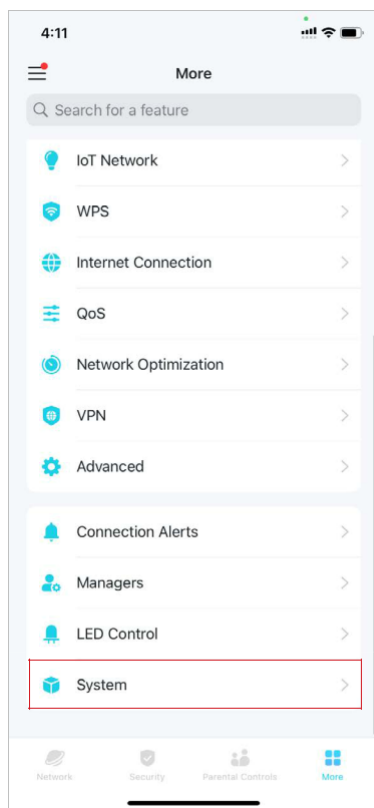 4:11
More
Search for a feature
IoT Network
WPS
Internet Connection
QoS
Network Optimization
VPN
Advanced
Connection Alerts
Managers
LED Control
System
Network Security Parental Controls More